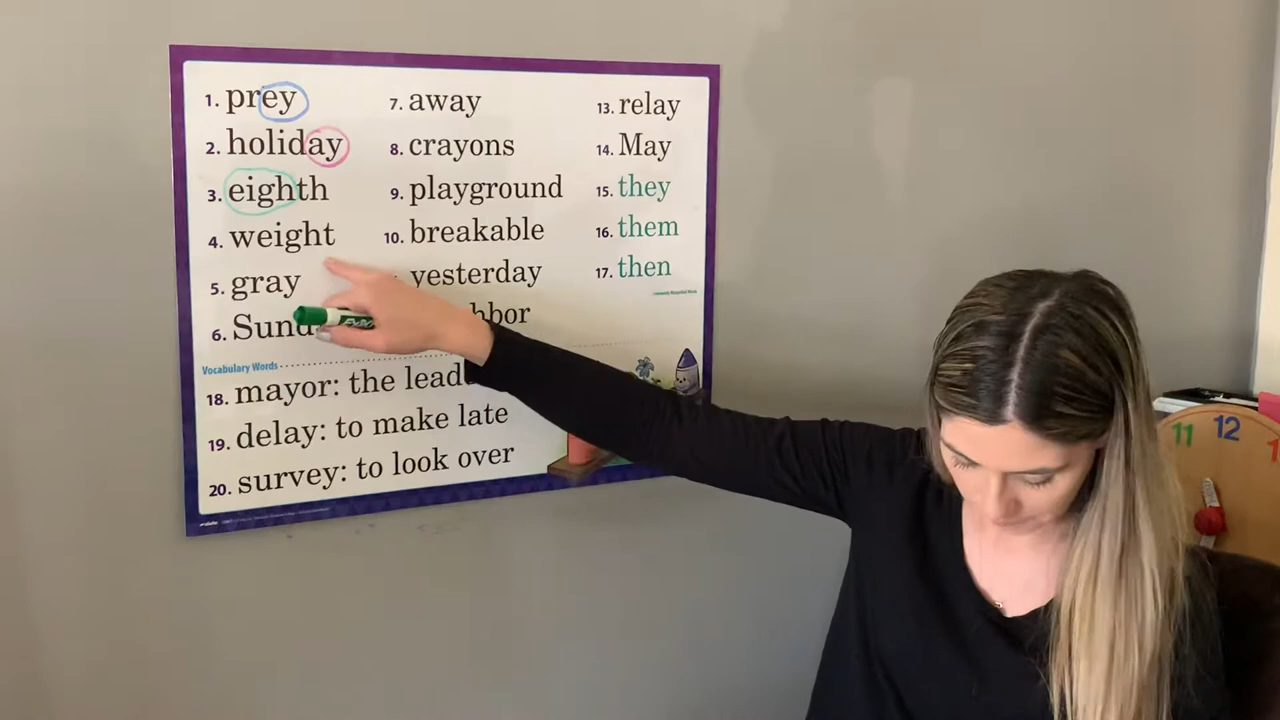 1. prey
2. holiday
3. eighth
4. weight
5. gray
6.
7. away
8. crayons
9. playground
10. breakable
yesterday
13. relay
14. May
15. they
16. them
17. then
Vocabulary Words
18. mayor: the
19. delay: to make late
20. survey: to look over
11 12
EXPO